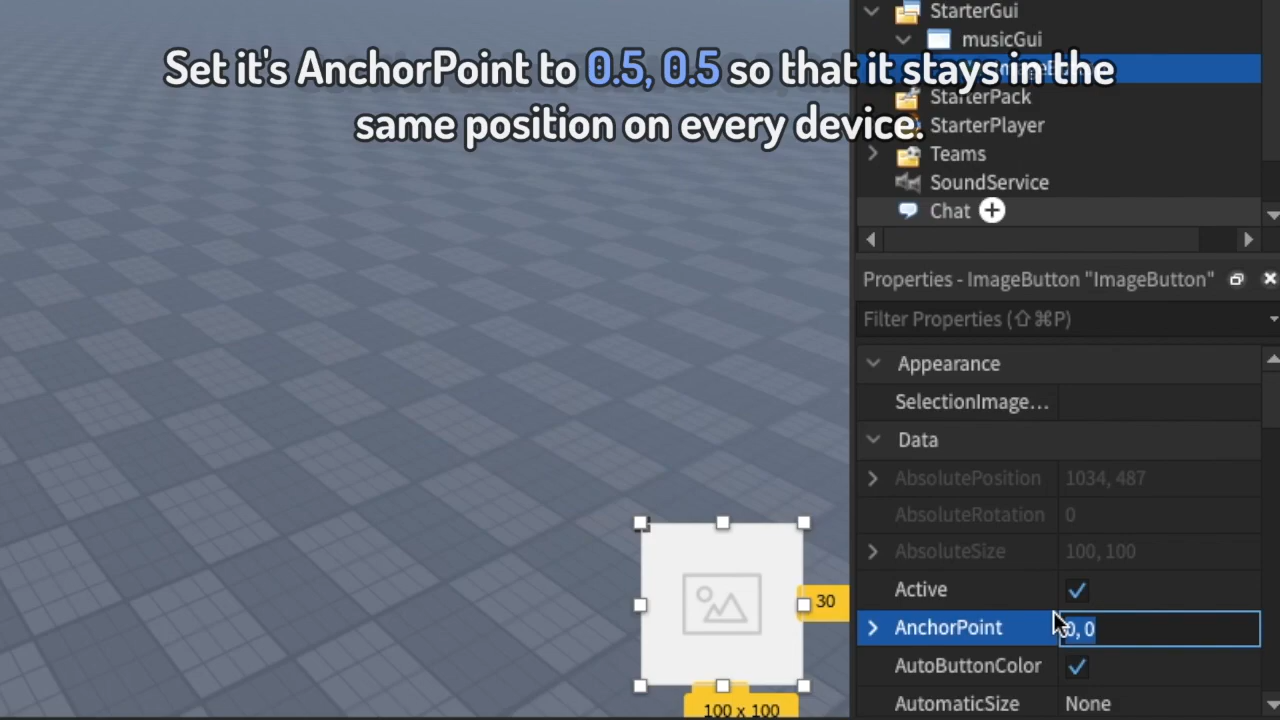 StarterGui
musicGui
Set it's AnchorPoint to 0.5, 0.5 so that it stays in the
same position on every device.
StarterPack
StarterPlayer
Teams
SoundService
Chat
Properties - ImageButton "ImageButton"
Filter Properties (⇧⌘P)
Appearance
SelectionImage...
Data
AbsolutePosition 1034, 487
AbsoluteRotation 0
AbsoluteSize 100, 100
Active
AnchorPoint 0, 0
AutoButtonColor
AutomaticSize None
30
100 x 100